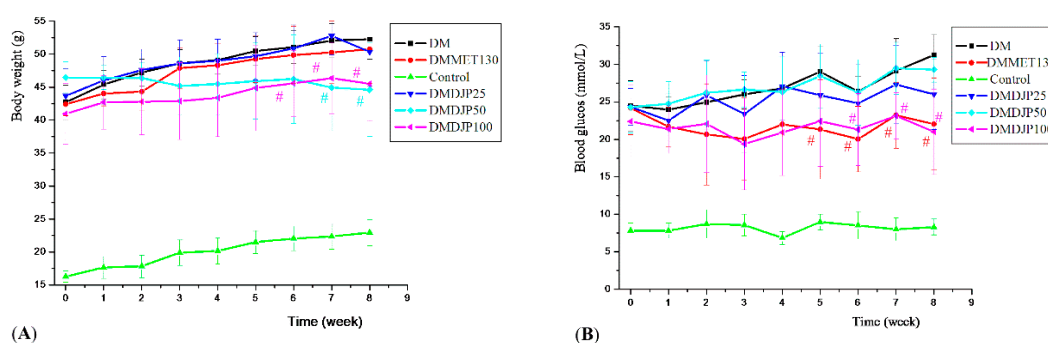 Body weight (g)
55
50
45
40
35
30
25
20
15
0 1 2 3 4 5 6 7 8 9
Time (week)
# # #
# #
DM
DMMET130
Control
DMDJP25
DMDJP50
DMDJP100
(A)
Blood glucos (mmol/L)
35
30
25
20
15
10
5
0
0 1 2 3 4 5 6 7 8 9
Time (week)
# # #
# # # #
DM
DMMET13
Control
DMDJP25
DMDJP50
DMDJP100
(B)